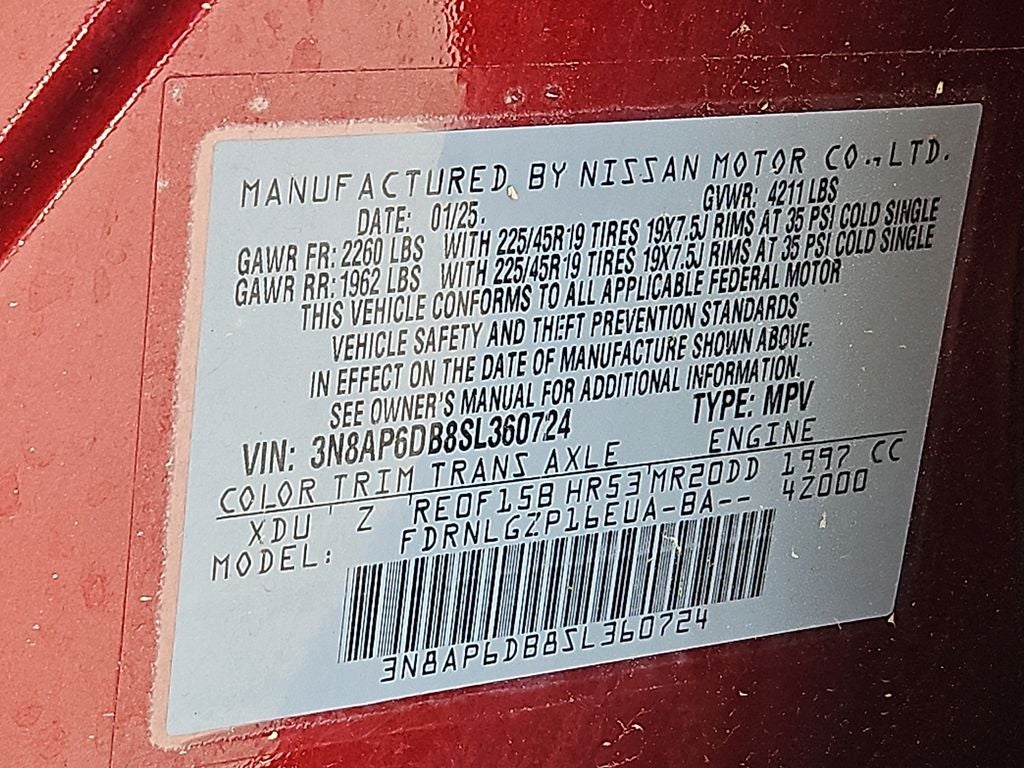 MANUFACTURED BY NISSAN MOTOR CO.,LTD.
DATE: 01/25. GVWR: 4211 LBS
GAWR FR: 2260 LBS WITH 225/45R19 TIRES 19X7.5J RIMS AT 35 PSI COLD SINGLE
GAWR RR: 1962 LBS WITH 225/45R19 TIRES 19X7.5J RIMS AT 35 PSI COLD SINGLE
THIS VEHICLE CONFORMS TO ALL APPLICABLE FEDERAL MOTOR
VEHICLE SAFETY AND THEFT PREVENTION STANDARDS
IN EFFECT ON THE DATE OF MANUFACTURE SHOWN ABOVE.
SEE OWNER'S MANUAL FOR ADDITIONAL INFORMATION.
VIN: 3N8AP6DB8SL360724 TYPE: MPV
COLOR TRIM TRANS AXLE ENGINE
XDU Z RE0F15B HR53 MR20DD 1997 CC
MODEL: FDRNLGZP16EUA-BA-- 42000
3N8AP6DB8SL360724